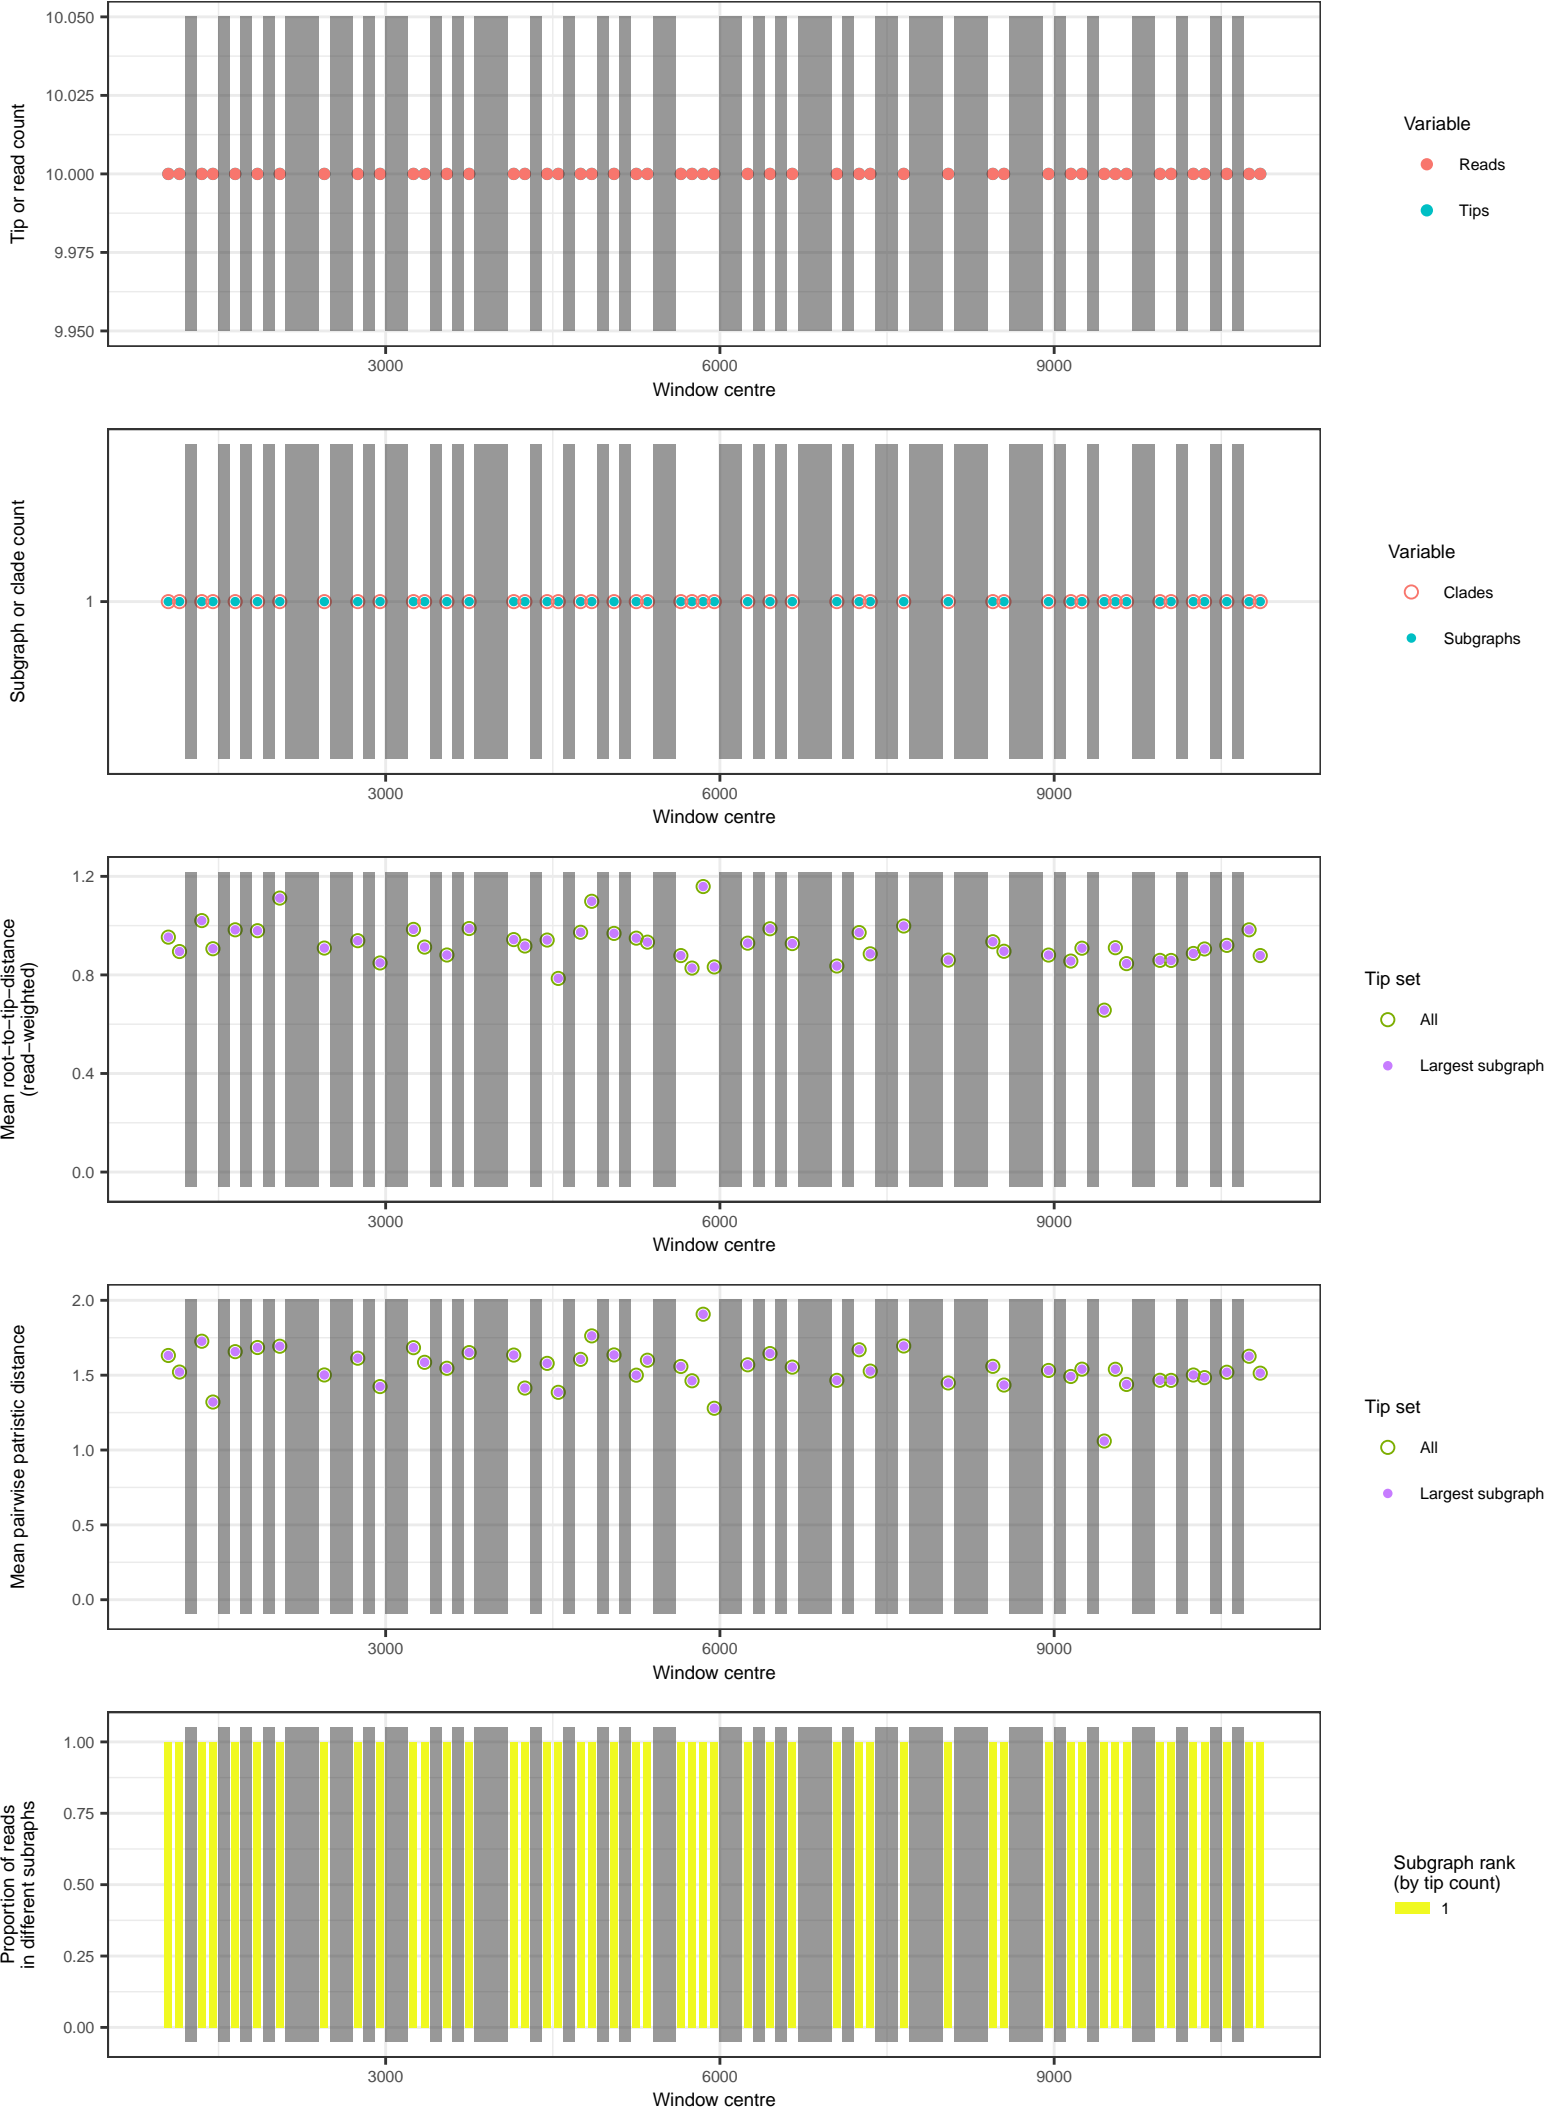 10.050
10.025
10.000
9.975
9.950
Tip or read count
3000
6000
9000
Window centre
Variable
Reads
Tips
1
Subgraph or clade count
3000
6000
9000
Window centre
Variable
Clades
Subgraphs
1.2
0.8
0.4
0.0
Mean root−to−tip−distance
(read−weighted)
3000
6000
9000
Window centre
Tip set
All
Largest subgraph
2.0
1.5
1.0
0.5
0.0
Mean pairwise patristic distance
3000
6000
9000
Window centre
Tip set
All
Largest subgraph
1.00
0.75
0.50
0.25
0.00
Proportion of reads
in different subraphs
3000
6000
9000
Window centre
Subgraph rank
(by tip count)
1